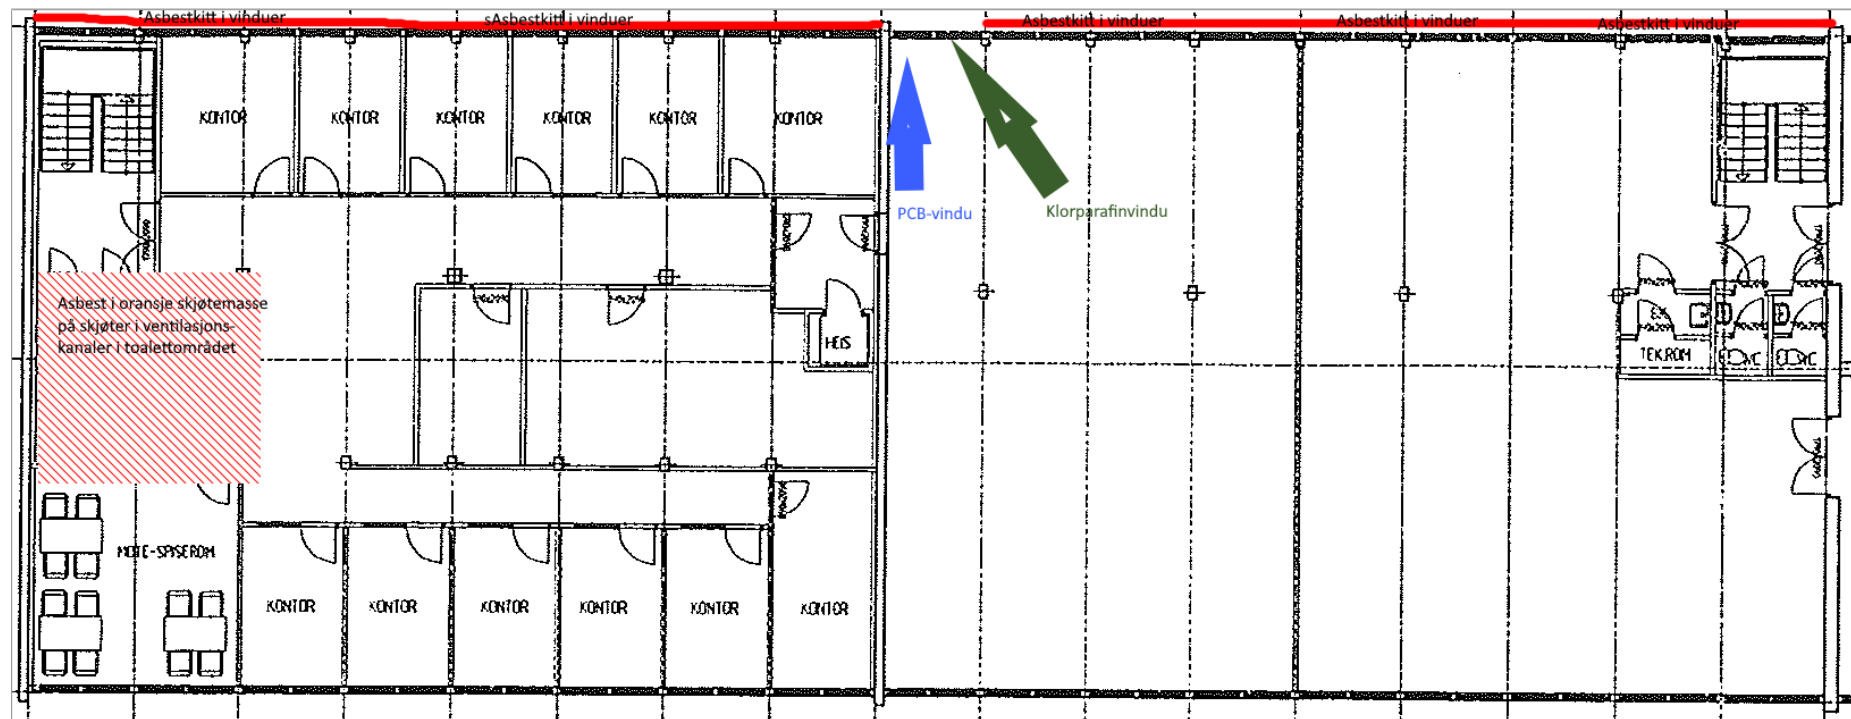 Asbestkitt i vinduer
sAsbestkitt i vinduer
Asbestkitt i vinduer
Asbestkitt i vinduer
Asbestkitt i vinduer
KONTOR
KONTOR
KONTOR
KONTOR
KONTOR
KONTOR
PCB-vindu
Klorparafinvindu
Asbest i oransje skjøtemasse
på skjøter i ventilasjons-
kanaler i toalettområdet
HEIS
TEK.ROM
WC
WC
MØTE-SPISEROM
KONTOR
KONTOR
KONTOR
KONTOR
KONTOR
KONTOR